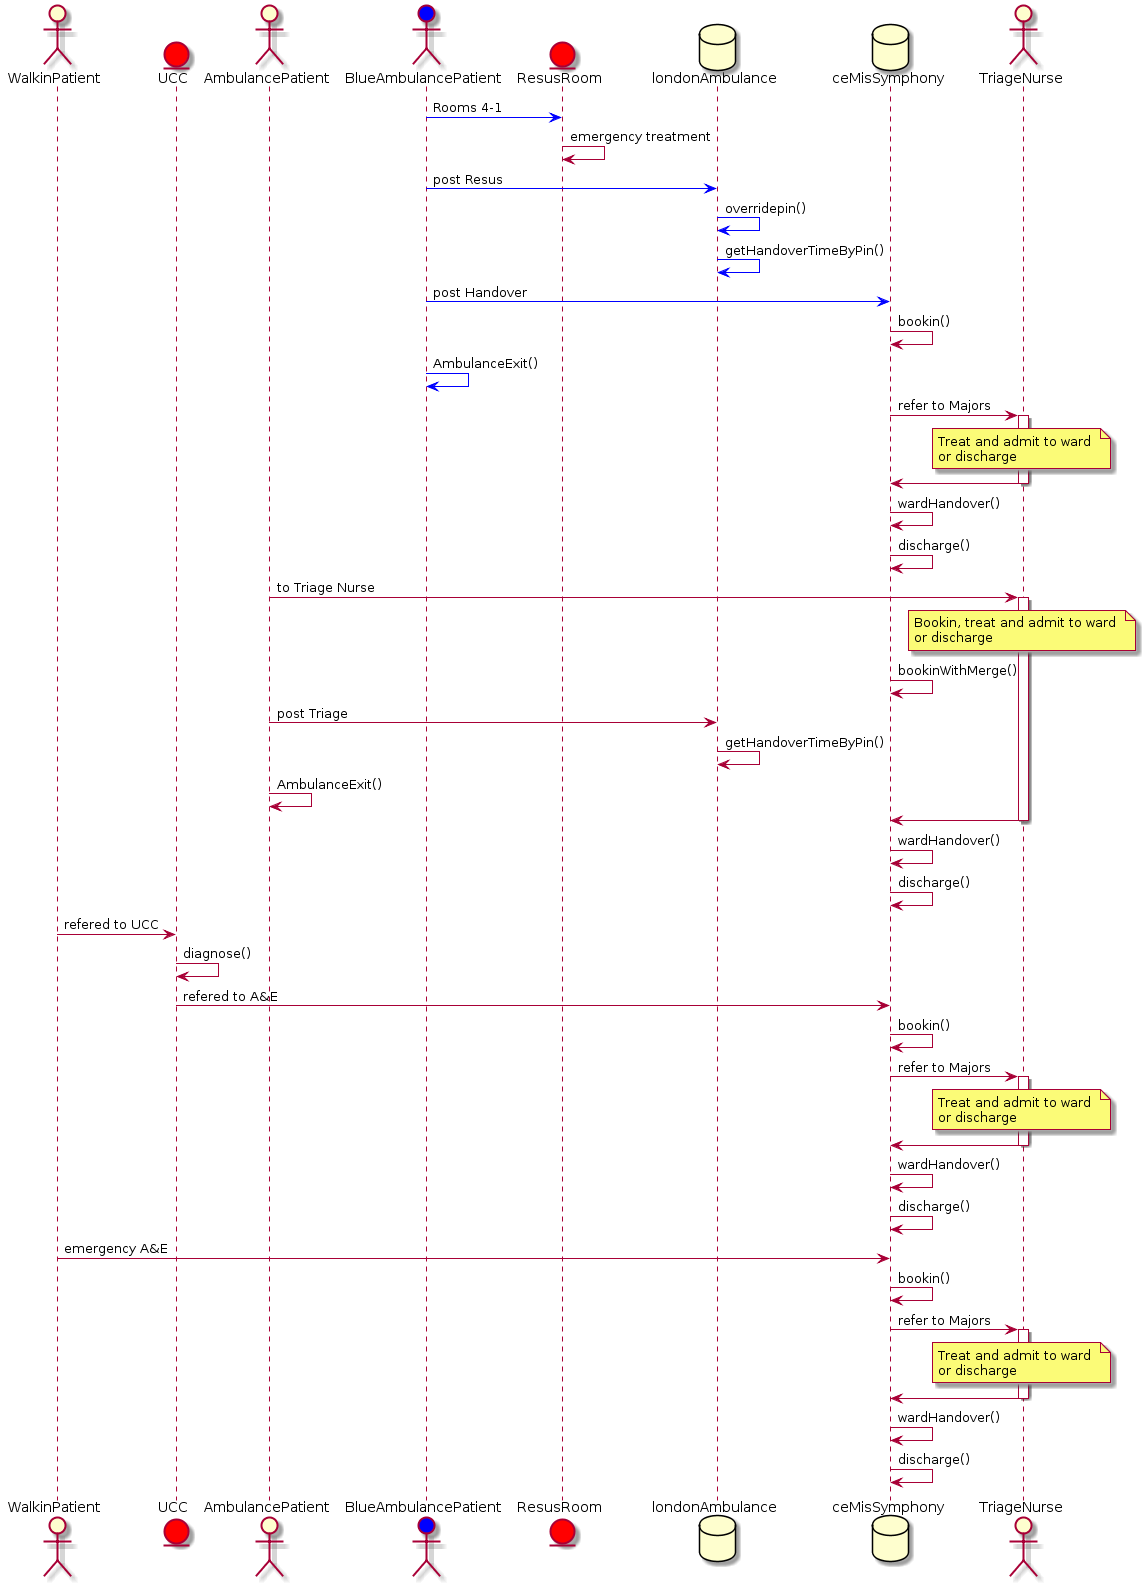 WalkinPatient UCC AmbulancePatient BlueAmbulancePatient ResusRoom londonAmbulance ceMisSymphony TriageNurse
Rooms 4-1
emergency treatment
post Resus
overridepin()
getHandoverTimeByPin()
post Handover
bookin()
AmbulanceExit()
refer to Majors
Treat and admit to ward
or discharge
wardHandover()
discharge()
to Triage Nurse
Bookin, treat and admit to ward
or discharge
bookinWithMerge()
post Triage
getHandoverTimeByPin()
AmbulanceExit()
wardHandover()
discharge()
refered to UCC
diagnose()
refered to A&E
bookin()
refer to Majors
Treat and admit to ward
or discharge
wardHandover()
discharge()
emergency A&E
bookin()
refer to Majors
Treat and admit to ward
or discharge
wardHandover()
discharge()
WalkinPatient UCC AmbulancePatient BlueAmbulancePatient ResusRoom londonAmbulance ceMisSymphony TriageNurse